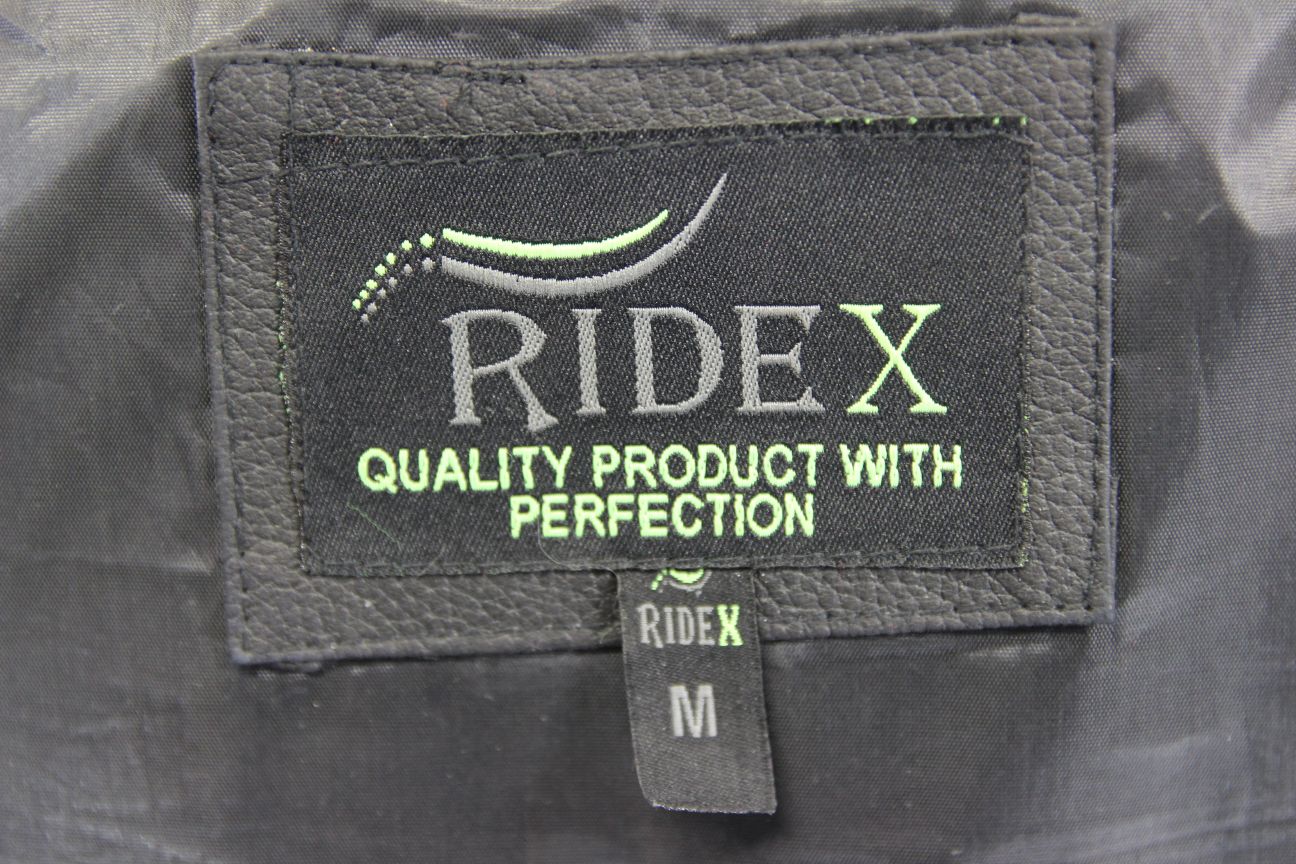 RIDEX
QUALITY PRODUCT WITH
PERFECTION
RIDEX
M